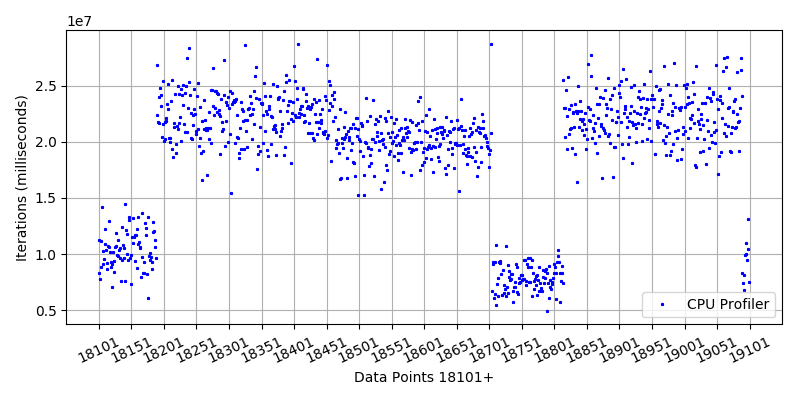 1e7
Iterations (milliseconds)
2.5
2.0
1.5
1.0
0.5
CPU Profiler
18101 18151 18201 18251 18301 18351 18401 18451 18501 18551 18601 18651 18701 18751 18801 18851 18901 18951 19001 19051 19101
Data Points 18101+